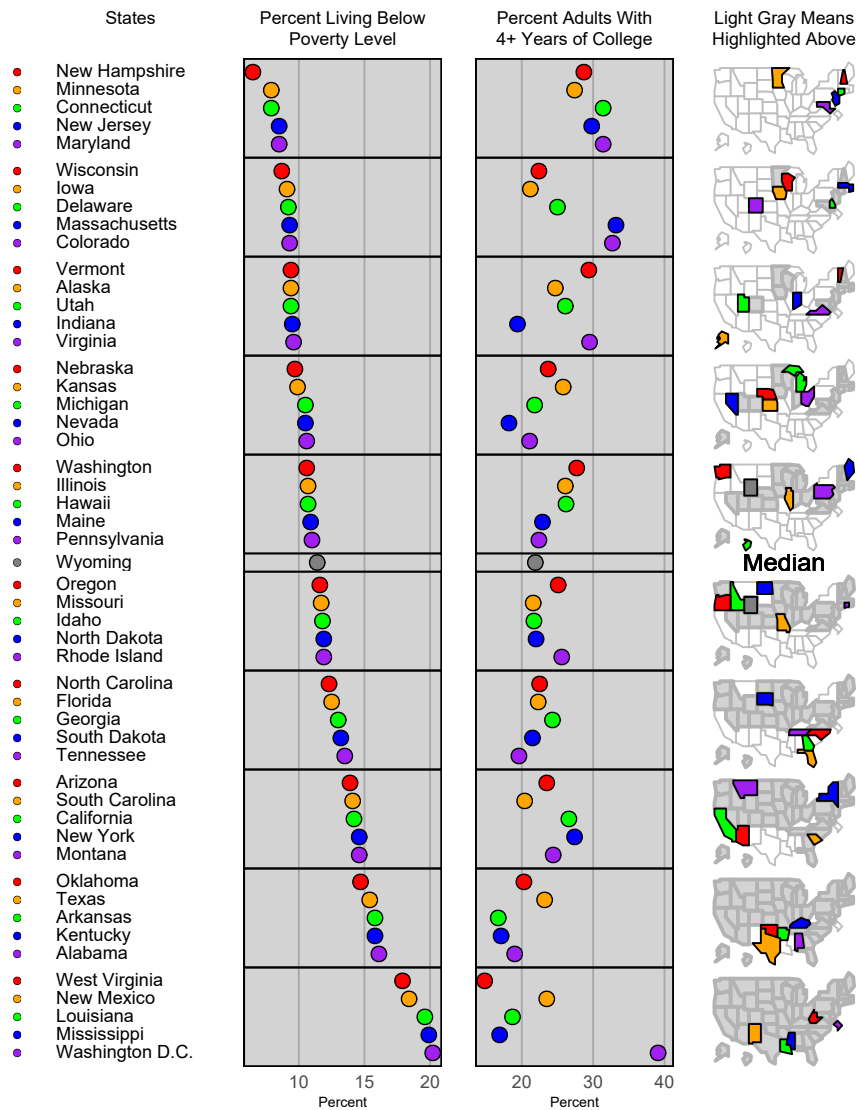 States
Percent Living Below
Poverty Level
Percent Adults With
4+ Years of College
Light Gray Means
Highlighted Above
New Hampshire
Minnesota
Connecticut
New Jersey
Maryland
Wisconsin
Iowa
Delaware
Massachusetts
Colorado
Vermont
Alaska
Utah
Indiana
Virginia
Nebraska
Kansas
Michigan
Nevada
Ohio
Washington
Illinois
Hawaii
Maine
Pennsylvania
Wyoming
Median
Oregon
Missouri
Idaho
North Dakota
Rhode Island
North Carolina
Florida
Georgia
South Dakota
Tennessee
Arizona
South Carolina
California
New York
Montana
Oklahoma
Texas
Arkansas
Kentucky
Alabama
West Virginia
New Mexico
Louisiana
Mississippi
Washington D.C.
10 15 20
Percent
20 30 40
Percent